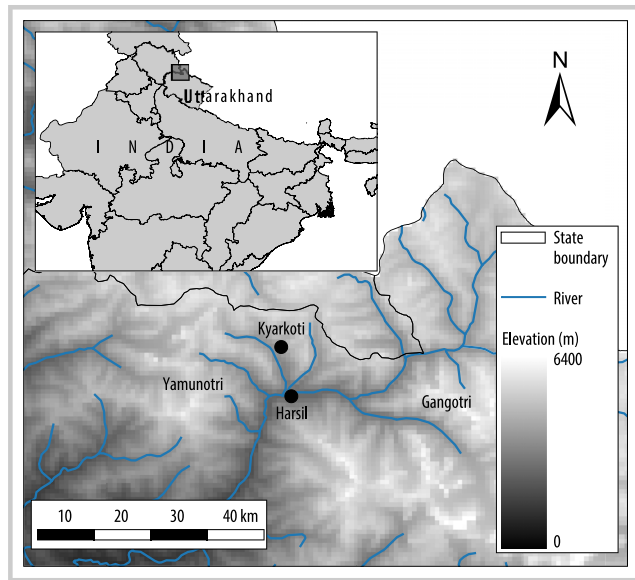 Uttarakhand
I N D I A
N
State
boundary
River
Elevation (m)
6400
0
Kyarkoti
Yamunotri
Harsil
Gangotri
10 20 30 40 km